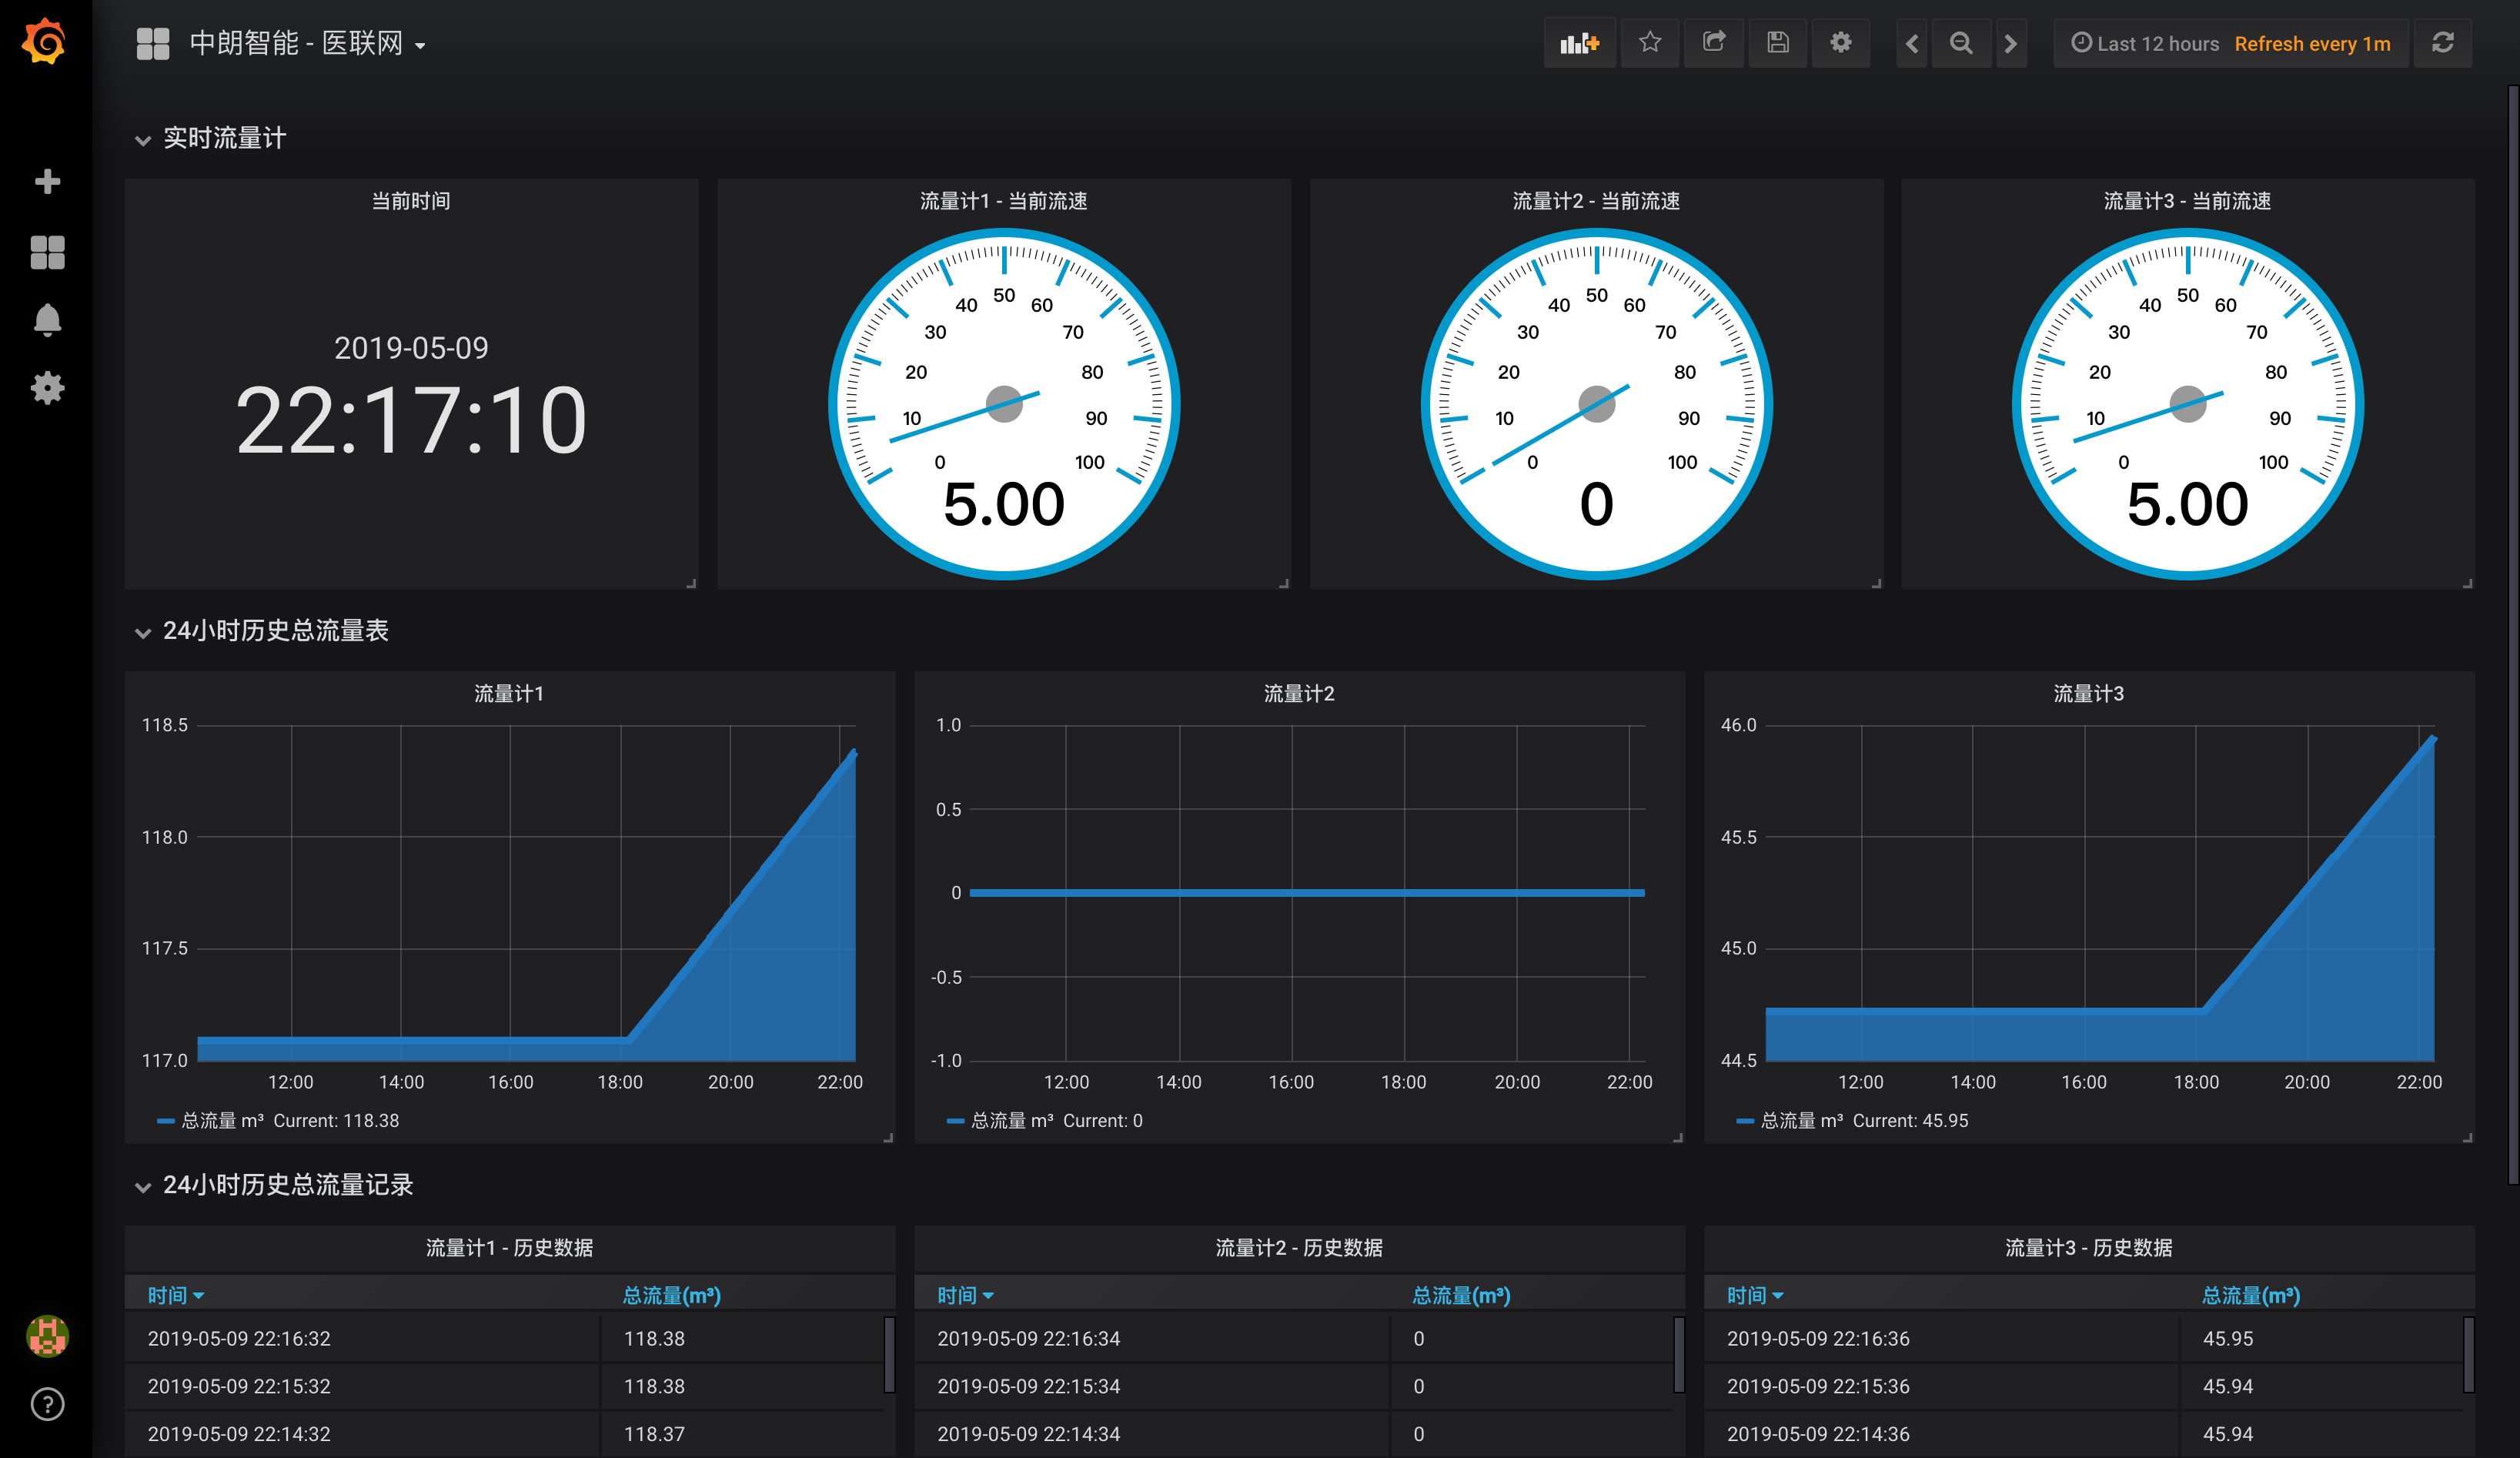 中朗智能 - 医联网
Last 12 hours Refresh every 1m
实时流量计
当前时间
2019-05-09
22:17:10
流量计1 - 当前流速
0 10 20 30 40 50 60 70 80 90 100
5.00
流量计2 - 当前流速
0 10 20 30 40 50 60 70 80 90 100
0
流量计3 - 当前流速
0 10 20 30 40 50 60 70 80 90 100
5.00
24小时历史总流量表
流量计1
118.5
118.0
117.5
117.0
12:00 14:00 16:00 18:00 20:00 22:00
总流量 m³ Current: 118.38
流量计2
1.0
0.5
0
-0.5
-1.0
12:00 14:00 16:00 18:00 20:00 22:00
总流量 m³ Current: 0
流量计3
46.0
45.5
45.0
44.5
12:00 14:00 16:00 18:00 20:00 22:00
总流量 m³ Current: 45.95
24小时历史总流量记录
流量计1 - 历史数据
时间 总流量(m³)
2019-05-09 22:16:32 118.38
2019-05-09 22:15:32 118.38
2019-05-09 22:14:32 118.37
流量计2 - 历史数据
时间 总流量(m³)
2019-05-09 22:16:34 0
2019-05-09 22:15:34 0
2019-05-09 22:14:34 0
流量计3 - 历史数据
时间 总流量(m³)
2019-05-09 22:16:36 45.95
2019-05-09 22:15:36 45.94
2019-05-09 22:14:36 45.94